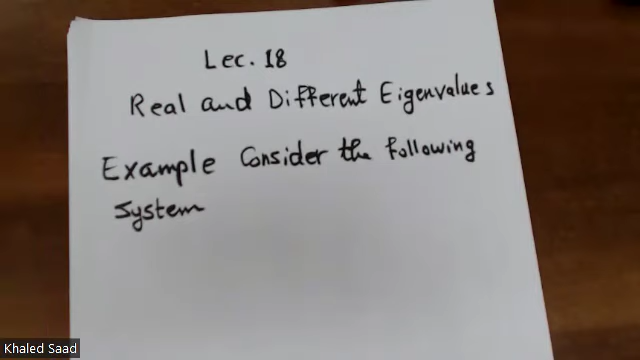 Lec. 18
Real and Different Eigenvalues
Example Consider the following
System
Khaled Saad